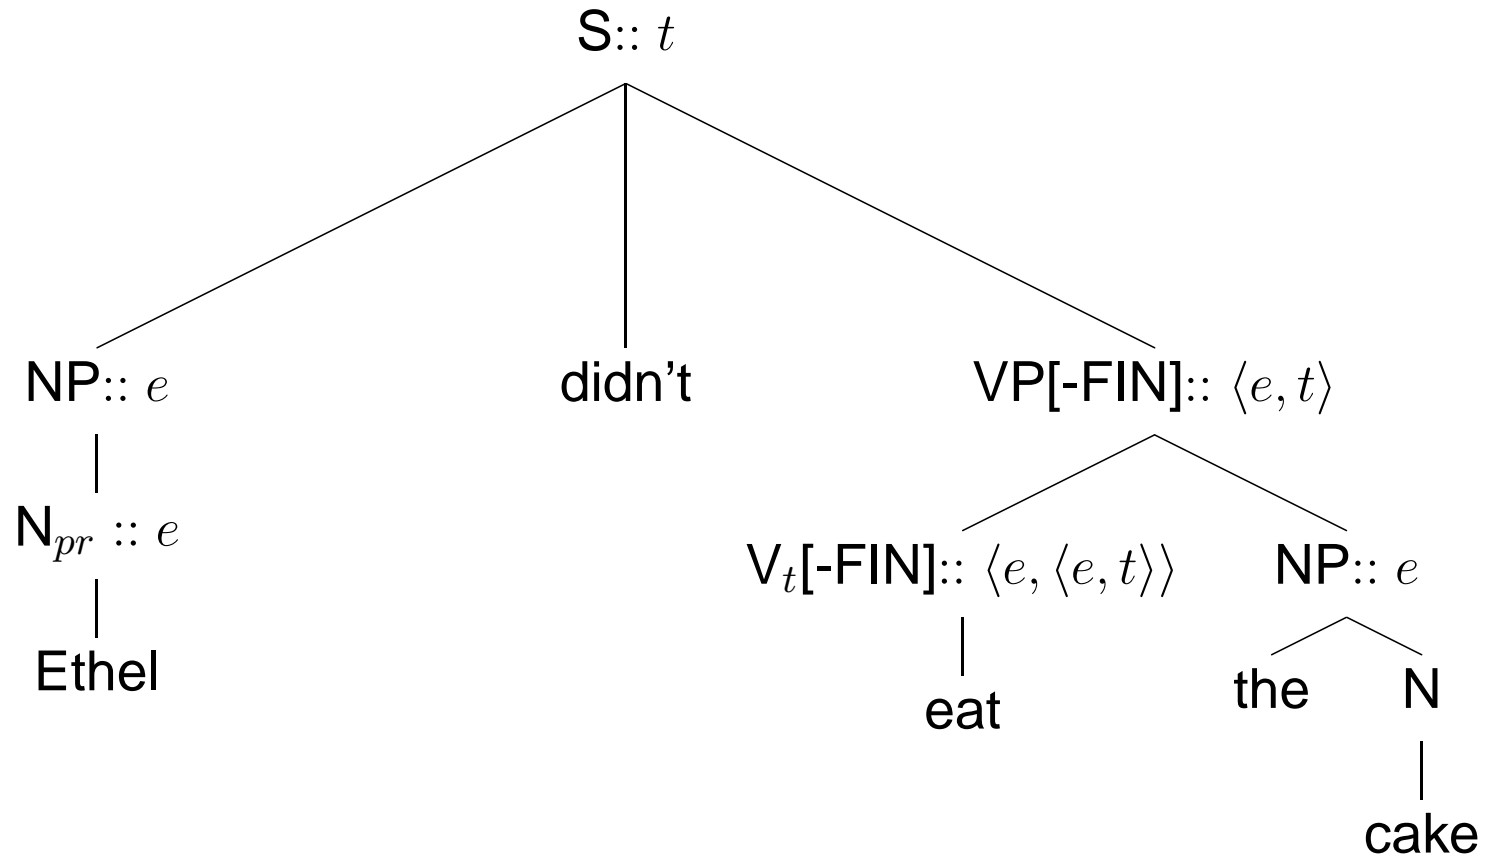 S:: t
NP:: e didn't VP[-FIN]:: ⟨e, t⟩
N_pr :: e V_t[-FIN]:: ⟨e, ⟨e, t⟩⟩ NP:: e
Ethel eat the N
cake